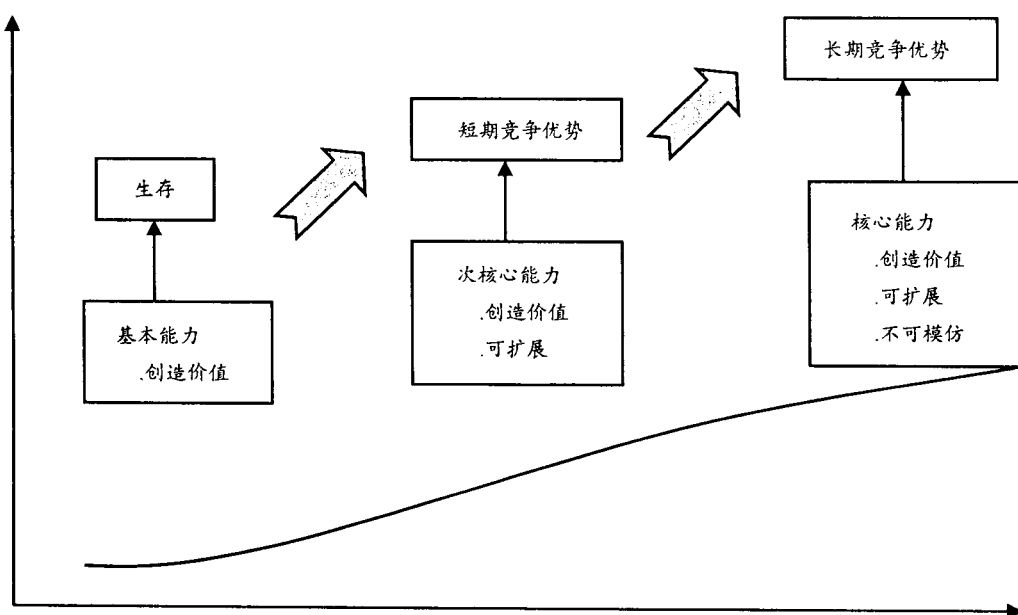 长期竞争优势
短期竞争优势
生存
核心能力
.创造价值
.可扩展
.不可模仿
次核心能力
.创造价值
.可扩展
基本能力
.创造价值